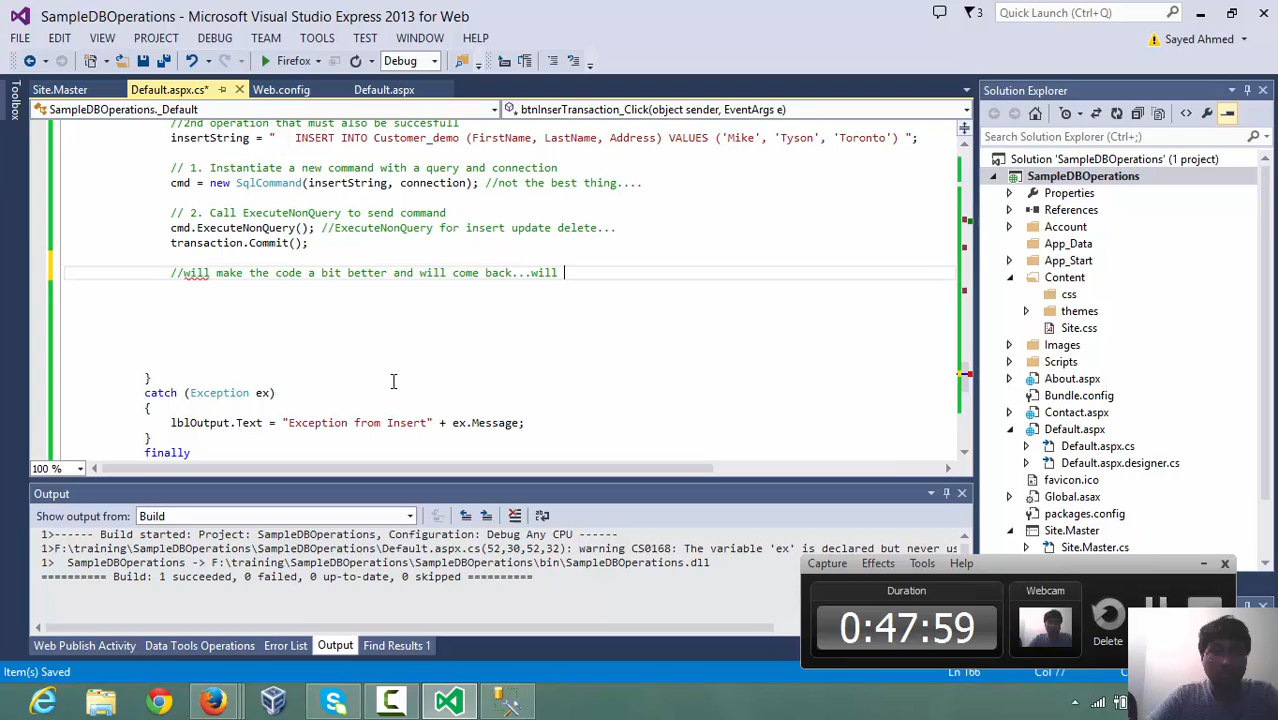 SampleDBOperations - Microsoft Visual Studio Express 2013 for Web
3
Quick Launch (Ctrl+Q)
FILE EDIT VIEW PROJECT DEBUG TEAM TOOLS TEST WINDOW HELP
Sayed Ahmed
Firefox
Debug
Toolbox
Site.Master
Default.aspx.cs*
Web.config
Default.aspx
SampleDBOperations._Default
btnInserTransaction_Click(object sender, EventArgs e)
//2nd operation that must also be succesfull
insertString = "   INSERT INTO Customer_demo (FirstName, LastName, Address) VALUES ('Mike', 'Tyson', 'Toronto') ";
// 1. Instantiate a new command with a query and connection
cmd = new SqlCommand(insertString, connection); //not the best thing....
// 2. Call ExecuteNonQuery to send command
cmd.ExecuteNonQuery(); //ExecuteNonQuery for insert update delete...
transaction.Commit();
//will make the code a bit better and will come back...will
}
catch (Exception ex)
{
lblOutput.Text = "Exception from Insert" + ex.Message;
}
finally
100 %
Solution Explorer
Search Solution Explorer (Ctrl+;)
Solution 'SampleDBOperations' (1 project)
SampleDBOperations
Properties
References
Account
App_Data
App_Start
Content
css
themes
Site.css
Images
Scripts
About.aspx
Bundle.config
Contact.aspx
Default.aspx
Default.aspx.cs
Default.aspx.designer.cs
favicon.ico
Global.asax
packages.config
Site.Master
Site.Master.cs
Output
Show output from: Build
1>------ Build started: Project: SampleDBOperations, Configuration: Debug Any CPU ------
1>F:\training\SampleDBOperations\SampleDBOperations\Default.aspx.cs(52,30,52,32): warning CS0168: The variable 'ex' is declared but never us
1>  SampleDBOperations -> F:\training\SampleDBOperations\SampleDBOperations\bin\SampleDBOperations.dll
========== Build: 1 succeeded, 0 failed, 0 up-to-date, 0 skipped ==========
Web Publish Activity Data Tools Operations Error List Output Find Results 1
Item(s) Saved
Ln 166
Col 77
Capture Effects Tools Help
Duration
0:47:59
Webcam
Delete